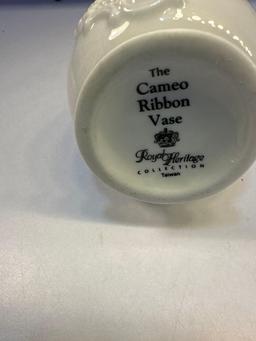 The
Cameo
Ribbon
Vase
Royal Heritage
COLLECTION
Taiwan